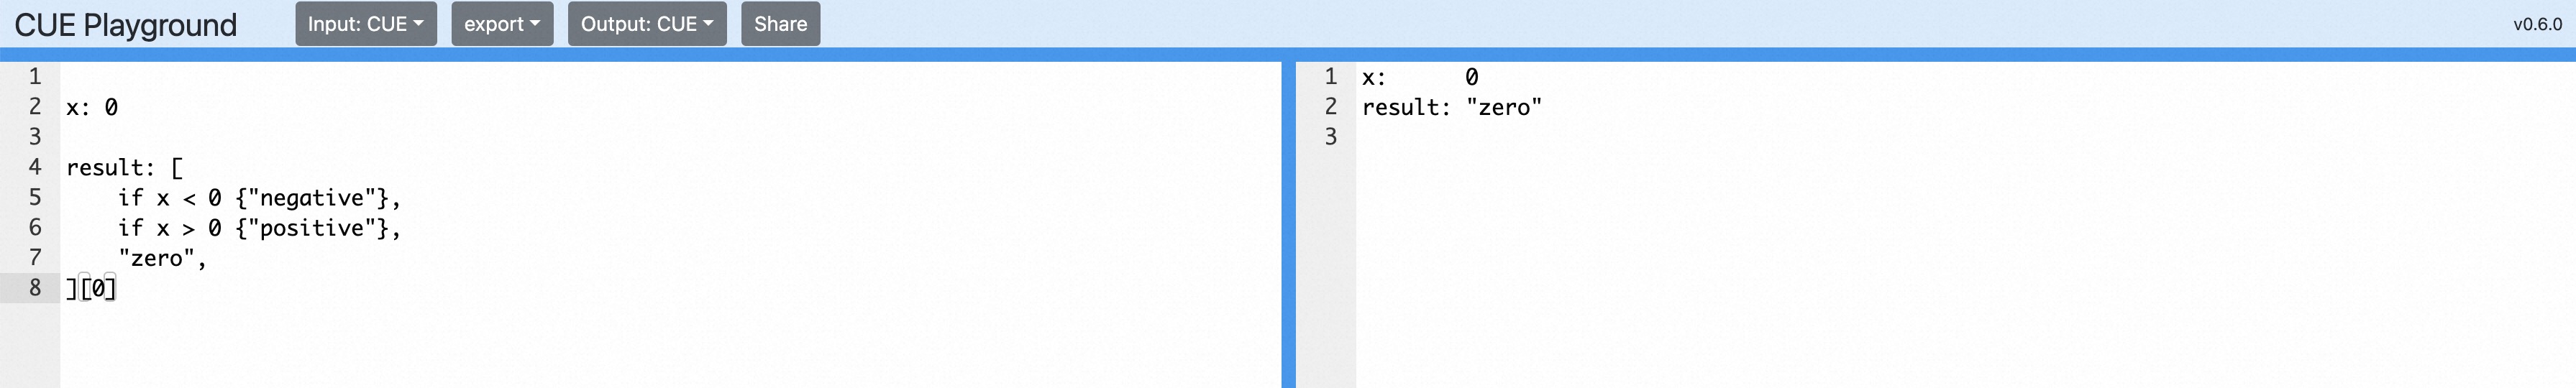 CUE Playground Input: CUE export Output: CUE Share v0.6.0
1
2 x: 0
3
4 result: [
5     if x < 0 {"negative"},
6     if x > 0 {"positive"},
7     "zero",
8 ][0]
1 x:      0
2 result: "zero"
3